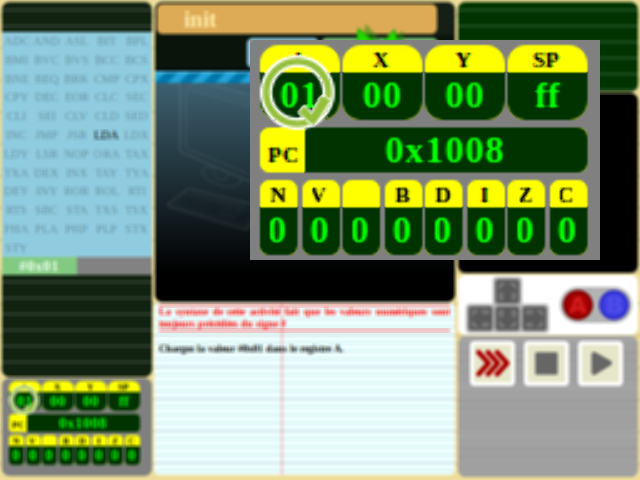 init
ADC AND ASL BIT BPL
BMI BVC BVS BCC BCS
BNE BEQ BRK CMP CPX
CPY DEC EOR CLC SEC
CLI SEI CLV CLD SED
INC JMP JSR LDA LDX
LDY LSR NOP ORA TAX
TXA DEX INX TAY TYA
DEY INY ROR ROL RTI
RTS SBC STA TXS TSX
PHA PLA PHP PLP STX
STY
#0x01
X Y SP
01 00 00 ff
PC 0x1008
N V B D I Z C
0 0 0 0 0 0 0 0
La syntaxe de cette activité fait que les valeurs numériques sont
toujours précédées du signe #
Charges la valeur #0x01 dans le registre A.
A B
X Y SP
01 00 00 ff
PC 0x1008
N V B D I Z C
0 0 0 0 0 0 0 0